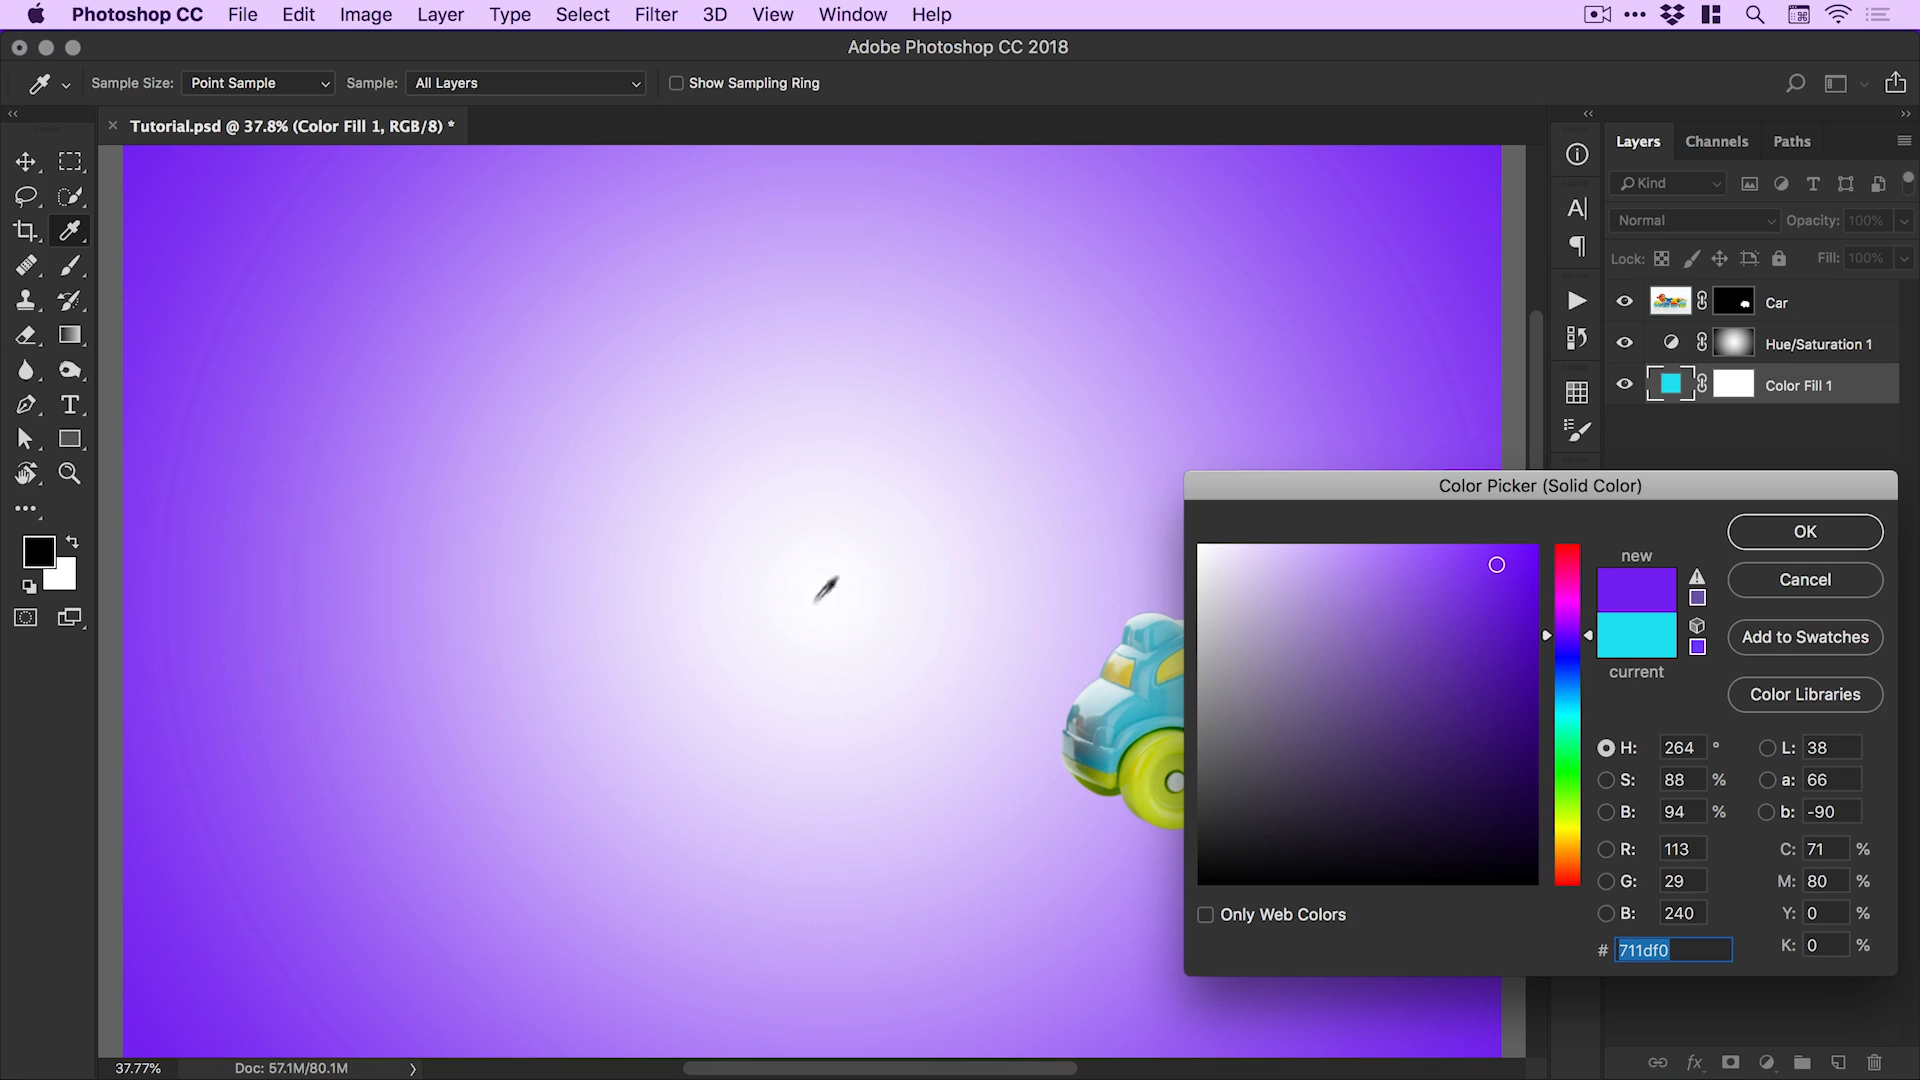 Photoshop CC File Edit Image Layer Type Select Filter 3D View Window Help
Adobe Photoshop CC 2018
Sample Size: Point Sample Sample: All Layers Show Sampling Ring
Tutorial.psd @ 37.8% (Color Fill 1, RGB/8) *
Layers Channels Paths
Kind
Normal Opacity: 100%
Lock: Fill: 100%
Car
Hue/Saturation 1
Color Fill 1
Color Picker (Solid Color)
OK
new
Cancel
Add to Swatches
current
Color Libraries
H: 264 ° L: 38
S: 88 % a: 66
B: 94 % b: -90
R: 113 C: 71 %
G: 29 M: 80 %
B: 240 Y: 0 %
Only Web Colors
# 711df0 K: 0 %
37.77% Doc: 57.1M/80.1M